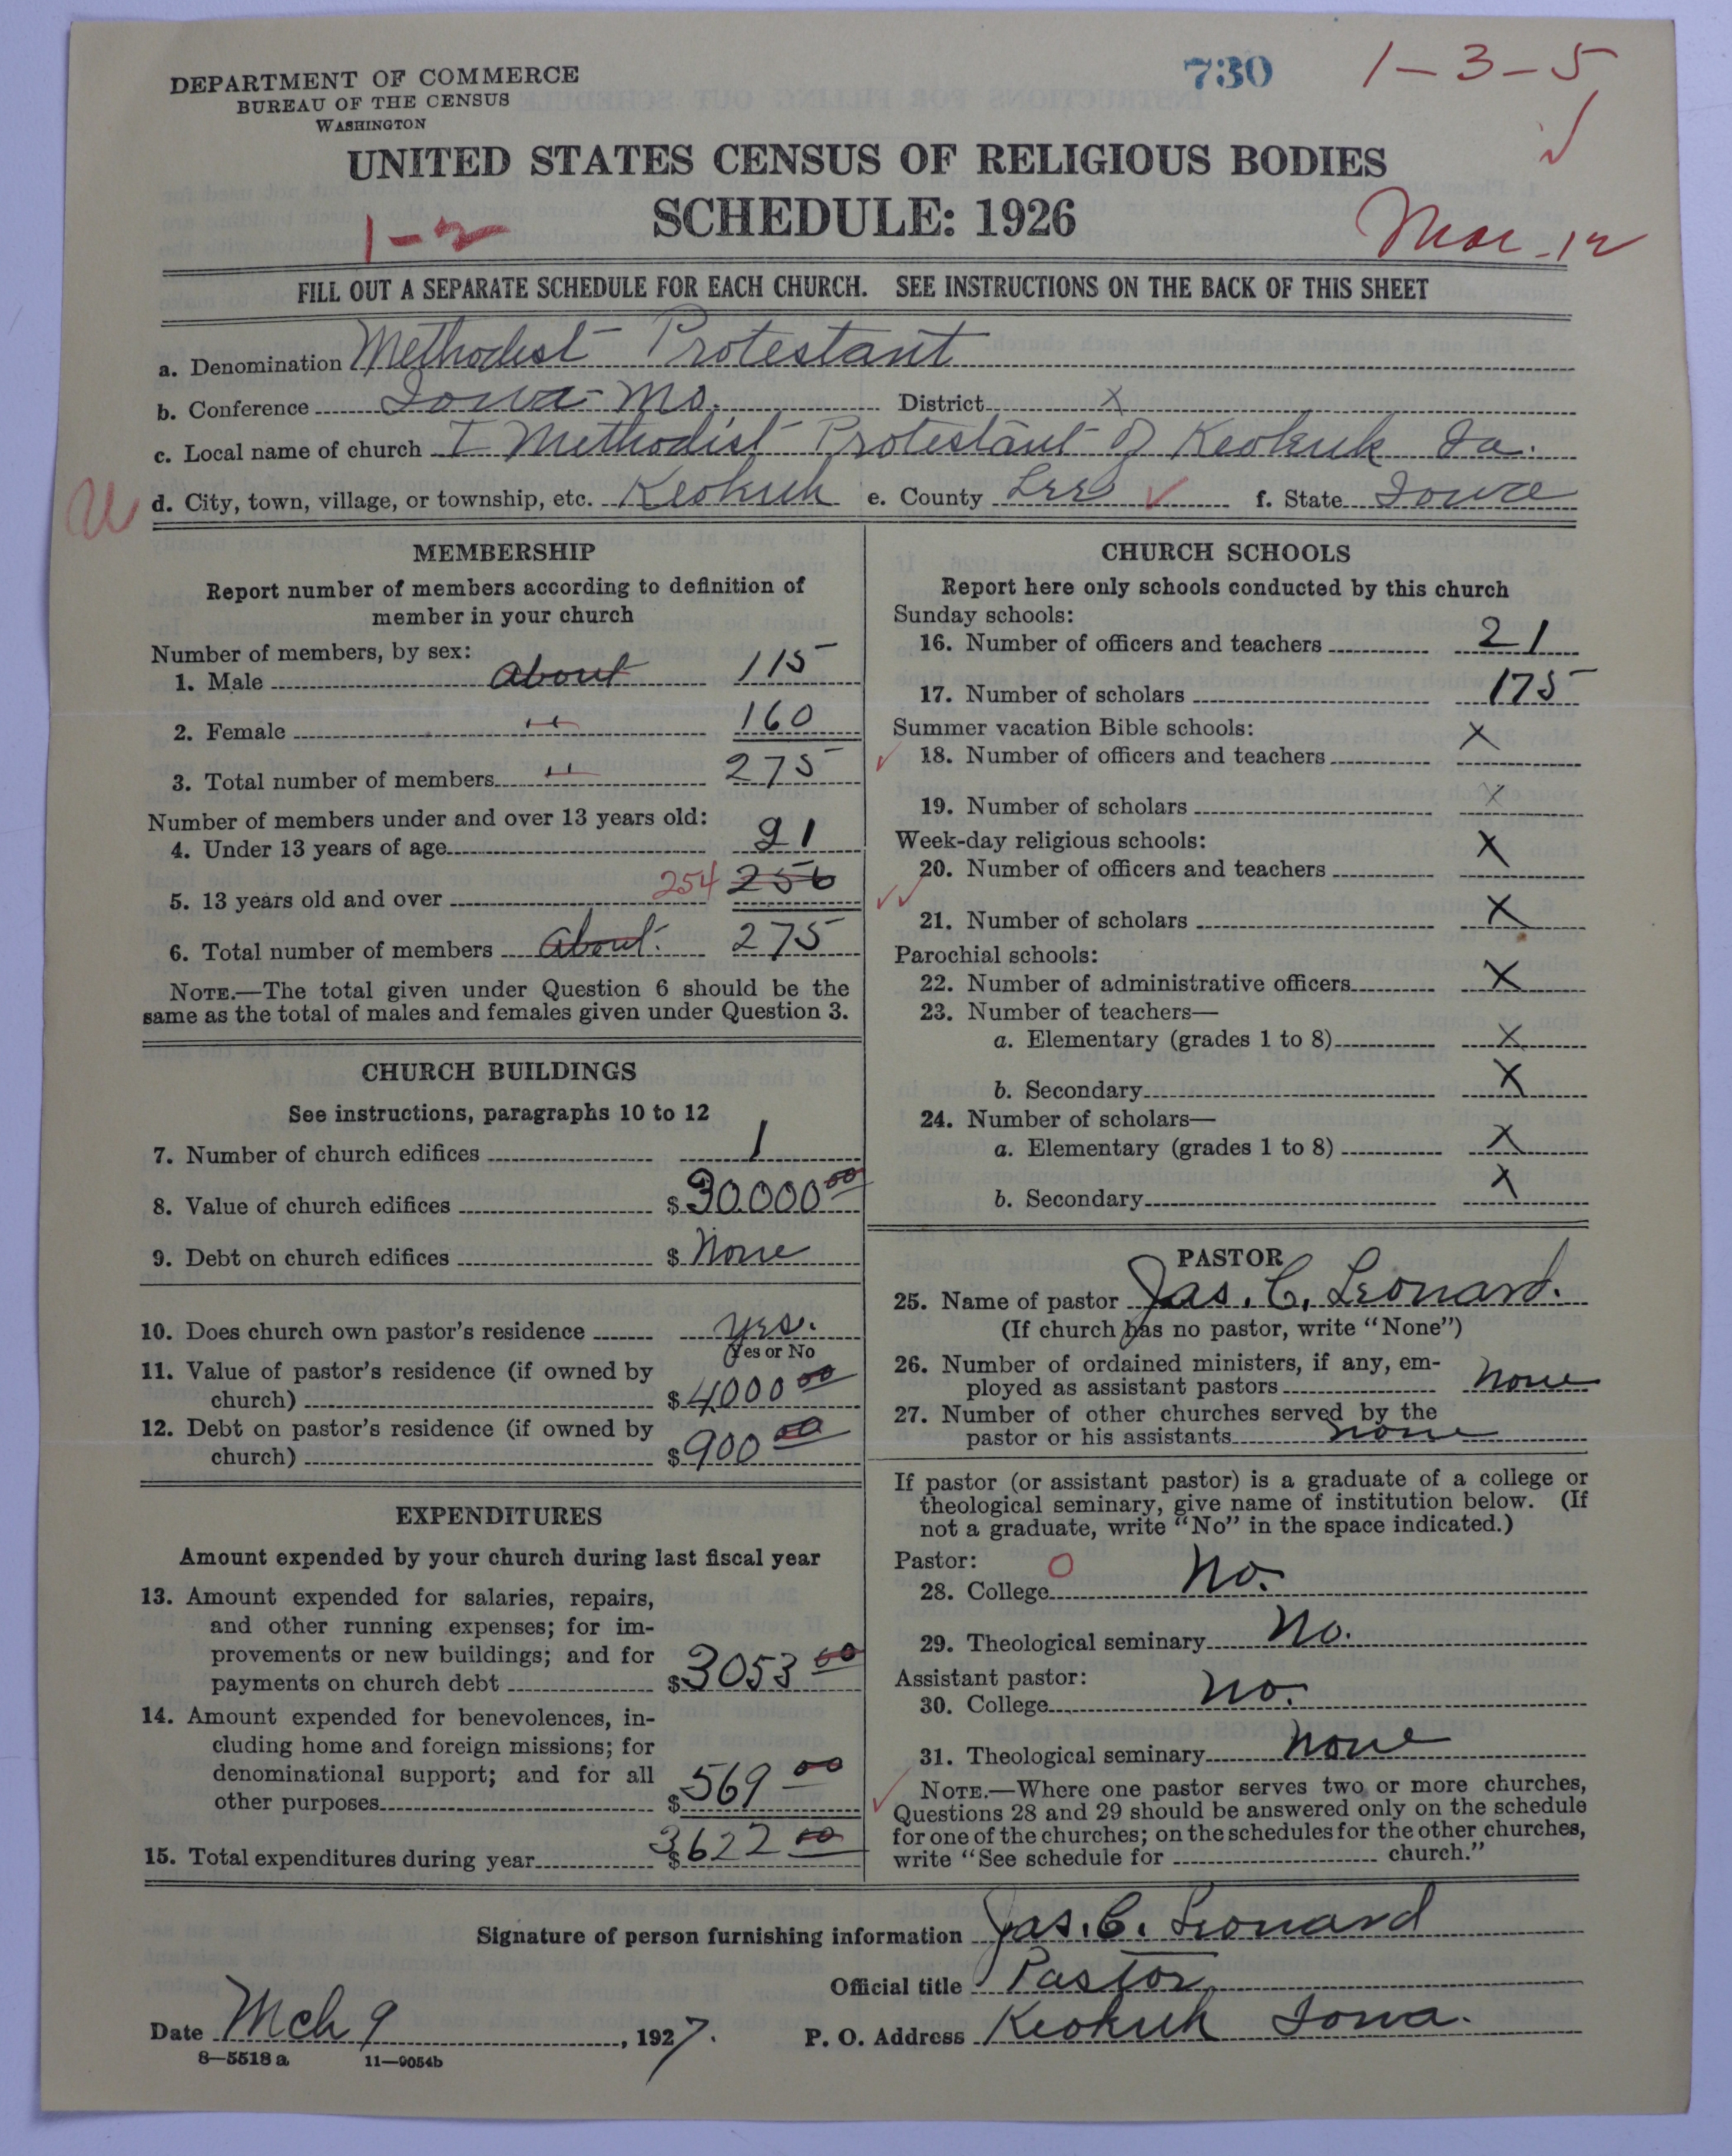 730 1-3-5
DEPARTMENT OF COMMERCE
BUREAU OF THE CENSUS
WASHINGTON
UNITED STATES CENSUS OF RELIGIOUS BODIES
SCHEDULE: 1926
1-2 Mar 12
FILL OUT A SEPARATE SCHEDULE FOR EACH CHURCH. SEE INSTRUCTIONS ON THE BACK OF THIS SHEET
a. Denomination Methodist Protestant
b. Conference Iowa-Mo. District X
c. Local name of church I Methodist Protestant of Keokuk Ia.
d. City, town, village, or township, etc. Keokuk e. County Lee f. State Iowa
MEMBERSHIP
Report number of members according to definition of
member in your church
Number of members, by sex:
1. Male about 115
2. Female " 160
3. Total number of members " 275
Number of members under and over 13 years old:
4. Under 13 years of age 21
5. 13 years old and over 254 256
6. Total number of members about 275
NOTE.—The total given under Question 6 should be the
same as the total of males and females given under Question 3.
CHURCH BUILDINGS
See instructions, paragraphs 10 to 12
7. Number of church edifices 1
8. Value of church edifices $30.000 00
9. Debt on church edifices $ None
10. Does church own pastor's residence yes.
(Yes or No
11. Value of pastor's residence (if owned by
church) $4000 00
12. Debt on pastor's residence (if owned by
church) $900 00
EXPENDITURES
Amount expended by your church during last fiscal year
13. Amount expended for salaries, repairs,
and other running expenses; for im-
provements or new buildings; and for
payments on church debt $3053 00
14. Amount expended for benevolences, in-
cluding home and foreign missions; for
denominational support; and for all
other purposes $569 00
15. Total expenditures during year $3622 00
CHURCH SCHOOLS
Report here only schools conducted by this church
Sunday schools:
16. Number of officers and teachers 21
17. Number of scholars 175
Summer vacation Bible schools:
18. Number of officers and teachers X
19. Number of scholars X
Week-day religious schools:
20. Number of officers and teachers X
21. Number of scholars X
Parochial schools:
22. Number of administrative officers X
23. Number of teachers—
a. Elementary (grades 1 to 8) X
b. Secondary X
24. Number of scholars—
a. Elementary (grades 1 to 8) X
b. Secondary X
PASTOR
25. Name of pastor Jas. C. Leonard.
(If church has no pastor, write "None")
26. Number of ordained ministers, if any, em-
ployed as assistant pastors None
27. Number of other churches served by the
pastor or his assistants none
If pastor (or assistant pastor) is a graduate of a college or
theological seminary, give name of institution below. (If
not a graduate, write "No" in the space indicated.)
Pastor: O
28. College No.
29. Theological seminary No.
Assistant pastor:
30. College No.
31. Theological seminary None
NOTE.—Where one pastor serves two or more churches,
Questions 28 and 29 should be answered only on the schedule
for one of the churches; on the schedules for the other churches,
write "See schedule for church."
Signature of person furnishing information Jas. C. Leonard
Official title Pastor
Date Mch 9, 1927. P. O. Address Keokuk Iowa.
8—5518 a 11—9054b